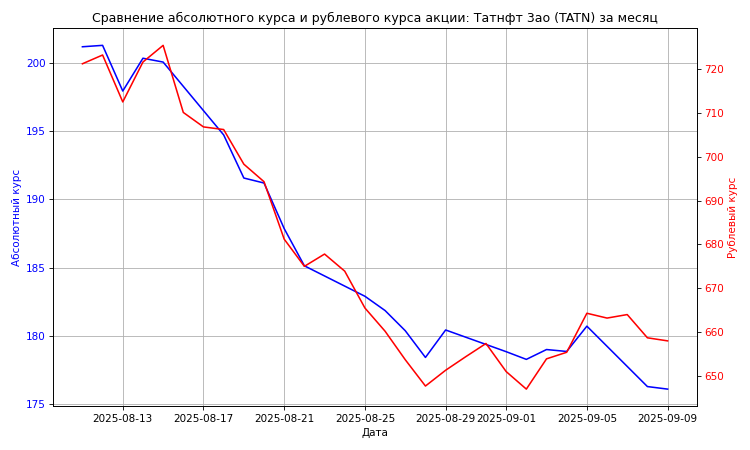 Сравнение абсолютного курса и рублевого курса акции: Татнфт 3ао (TATN) за месяц
200
195
190
185
180
175
Абсолютный курс
720
710
700
690
680
670
660
650
Рублевый курс
2025-08-13 2025-08-17 2025-08-21 2025-08-25 2025-08-29 2025-09-01 2025-09-05 2025-09-09
Дата